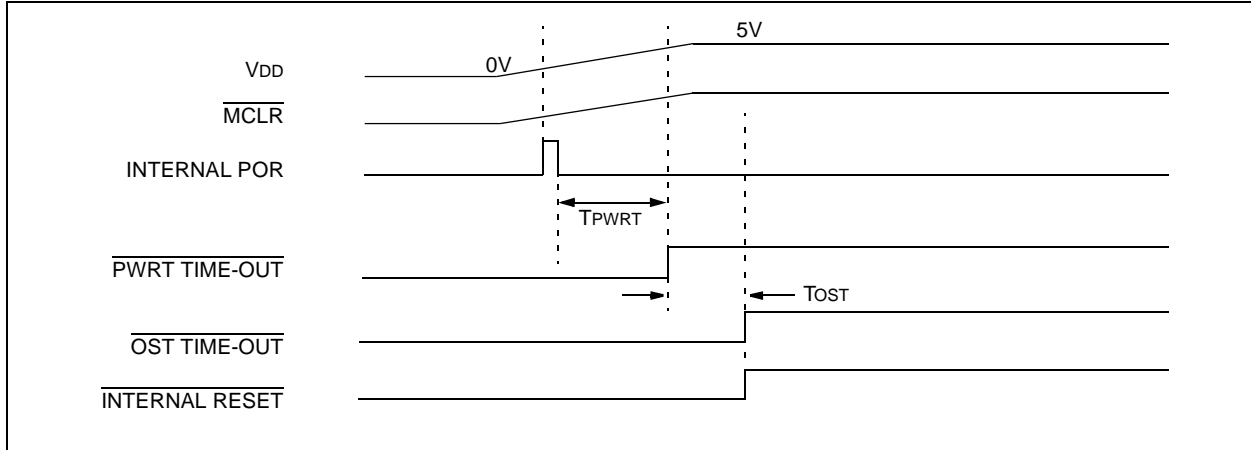 5V
VDD 0V
MCLR
INTERNAL POR
TPWRT
PWRT TIME-OUT
TOST
OST TIME-OUT
INTERNAL RESET